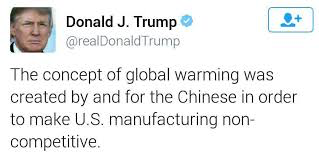 Donald J. Trump
@realDonaldTrump
The concept of global warming was
created by and for the Chinese in order
to make U.S. manufacturing non-
competitive.